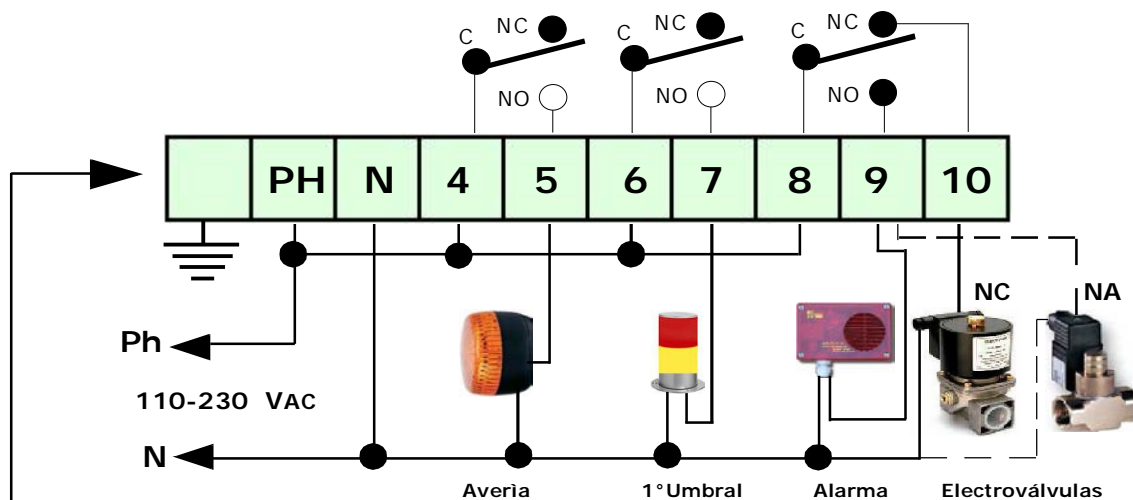 C NC C NC C NC
NO NO NO
PH N 4 5 6 7 8 9 10
NC NA
Ph
110-230 VAC
N
Averìa 1°Umbral Alarma Electroválvulas